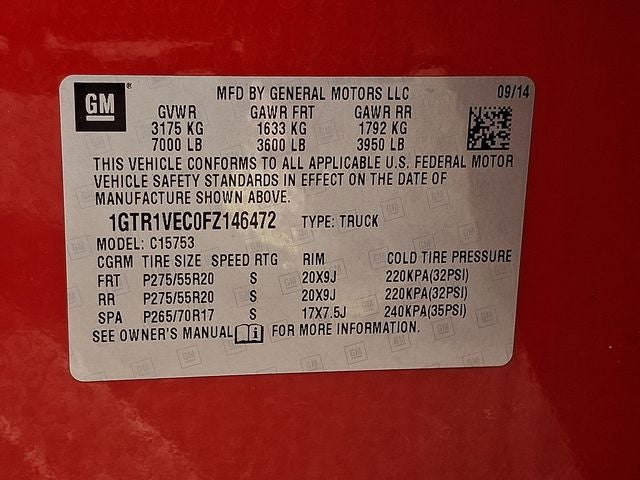 GM
MFD BY GENERAL MOTORS LLC 09/14
GVWR GAWR FRT GAWR RR
3175 KG 1633 KG 1792 KG
7000 LB 3600 LB 3950 LB
THIS VEHICLE CONFORMS TO ALL APPLICABLE U.S. FEDERAL MOTOR
VEHICLE SAFETY STANDARDS IN EFFECT ON THE DATE OF
MANUFACTURE SHOWN ABOVE.
1GTR1VEC0FZ146472 TYPE: TRUCK
MODEL: C15753
CGRM TIRE SIZE SPEED RTG RIM COLD TIRE PRESSURE
FRT P275/55R20 S 20X9J 220KPA(32PSI)
RR P275/55R20 S 20X9J 220KPA(32PSI)
SPA P265/70R17 S 17X7.5J 240KPA(35PSI)
SEE OWNER'S MANUAL i FOR MORE INFORMATION.